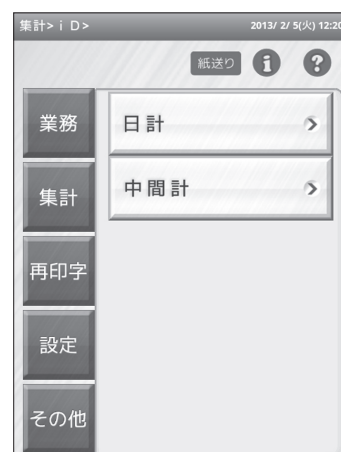 集計>ｉＤ>
2013/ 2/ 5(火) 12:20
紙送り
i
?
業務
集計
再印字
設定
その他
日計
中間計